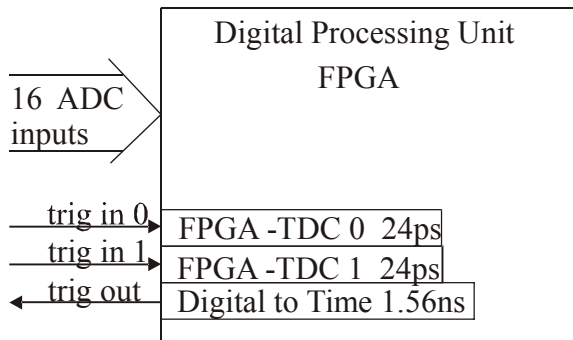 Digital Processing Unit
FPGA
16 ADC
inputs
trig in 0
FPGA -TDC 0 24ps
trig in 1
FPGA -TDC 1 24ps
trig out
Digital to Time 1.56ns